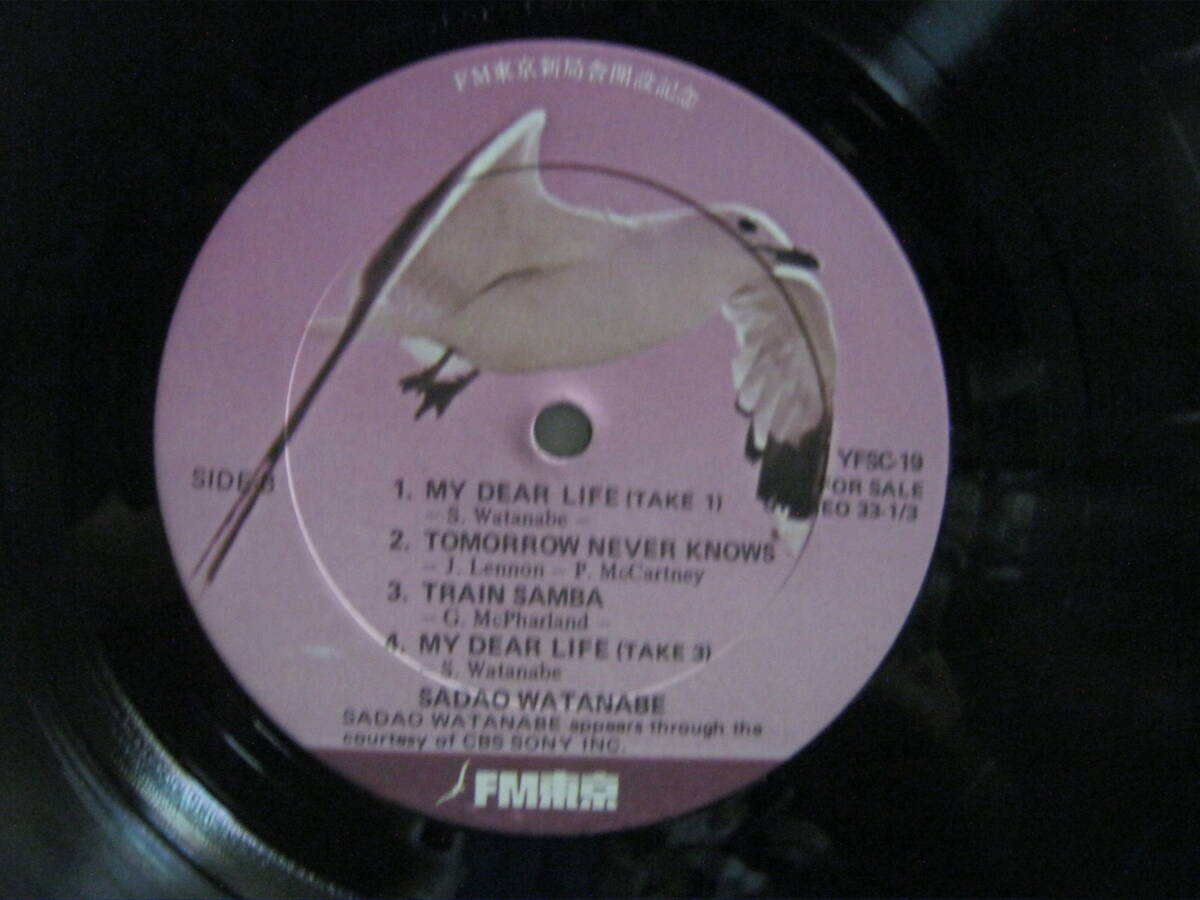 FM東京新局舎開設記念
SIDE B
YFSC-19
FOR SALE
STEREO 33-1/3
1. MY DEAR LIFE (TAKE 1)
– S. Watanabe –
2. TOMORROW NEVER KNOWS
– J. Lennon – P. McCartney
3. TRAIN SAMBA
– G. McPharland –
4. MY DEAR LIFE (TAKE 3)
– S. Watanabe
SADAO WATANABE
SADAO WATANABE appears through the
courtesy of CBS SONY INC.
FM東京